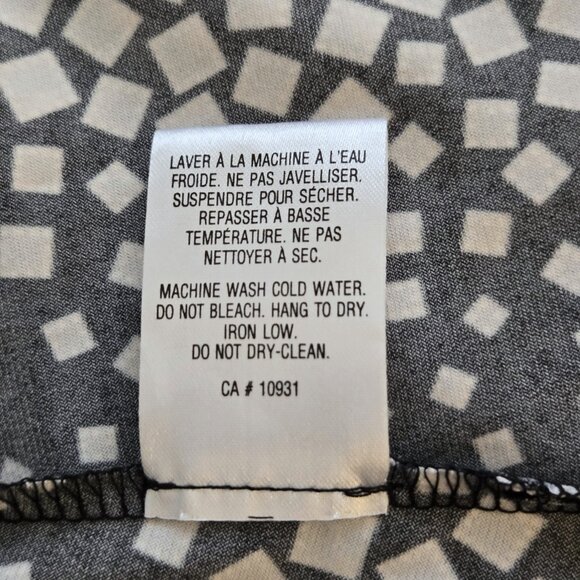 LAVER À LA MACHINE À L'EAU
FROIDE. NE PAS JAVELLISER.
SUSPENDRE POUR SÉCHER.
REPASSER À BASSE
TEMPÉRATURE. NE PAS
NETTOYER À SEC.
MACHINE WASH COLD WATER.
DO NOT BLEACH. HANG TO DRY.
IRON LOW.
DO NOT DRY-CLEAN.
CA # 10931